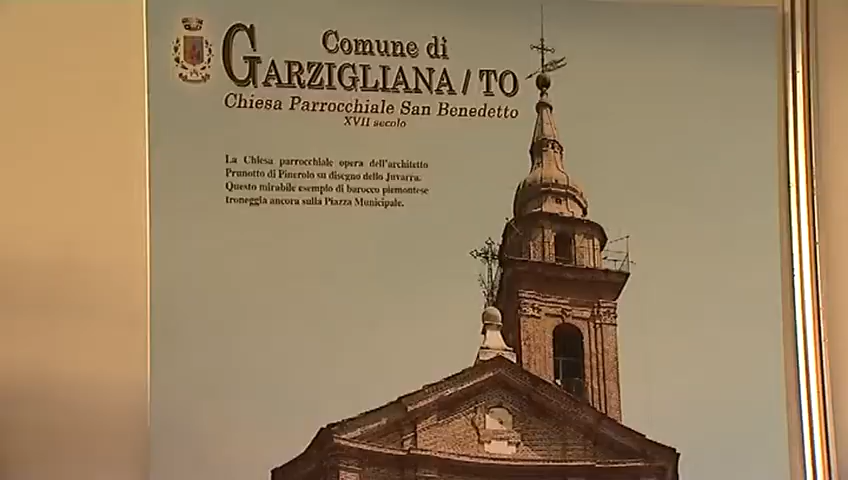 Comune di
GARZIGLIANA / TO
Chiesa Parrocchiale San Benedetto
XVII secolo
La Chiesa parrocchiale opera dell'architetto
Prunotto di Pinerolo su disegno dello Juvarra.
Questo mirabile esempio di barocco piemontese
troneggia ancora sulla Piazza Municipale.